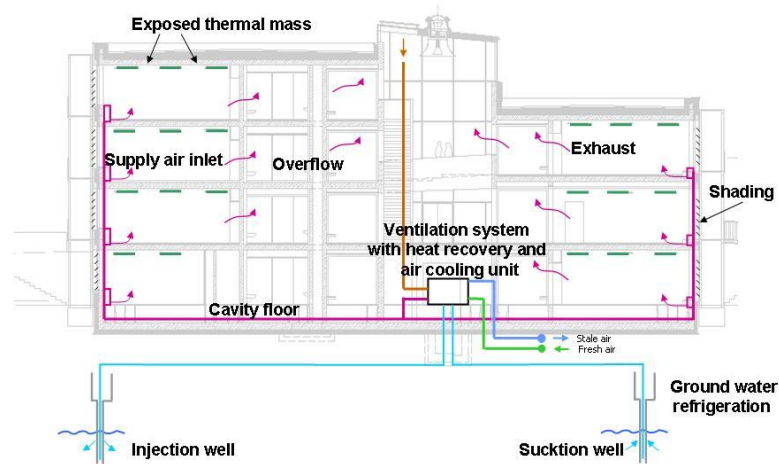 Exposed thermal mass
Supply air inlet
Overflow
Exhaust
Shading
Ventilation system
with heat recovery and
air cooling unit
Cavity floor
Stale air
Fresh air
Ground water
refrigeration
Injection well
Sucktion well